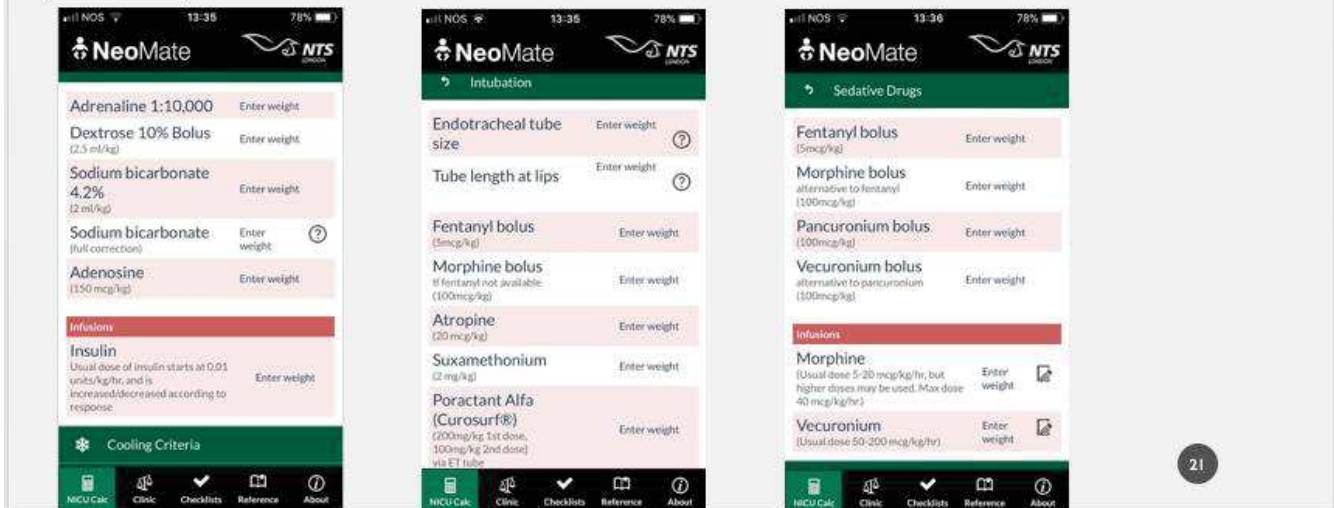 NOS 13:35 78%
NeoMate NTS
LONDON
Adrenaline 1:10,000 Enter weight
Dextrose 10% Bolus Enter weight
(2.5 ml/kg)
Sodium bicarbonate
4.2% Enter weight
(2 ml/kg)
Sodium bicarbonate Enter
(full correction) weight ?
Adenosine Enter weight
(150 mcg/kg)
Infusions
Insulin
Usual dose of insulin starts at 0.01
units/kg/hr, and is Enter weight
increased/decreased according to
response
Cooling Criteria
NICU Calc Clinic Checklists Reference About
NOS 13:35 78%
NeoMate NTS
LONDON
Intubation
Endotracheal tube Enter weight
size ?
Tube length at lips Enter weight ?
Fentanyl bolus Enter weight
(5mcg/kg)
Morphine bolus
If fentanyl not available Enter weight
(100mcg/kg)
Atropine Enter weight
(20 mcg/kg)
Suxamethonium Enter weight
(2 mg/kg)
Poractant Alfa
(Curosurf®) Enter weight
(200mg/kg 1st dose,
100mg/kg 2nd dose)
via ET tube
NICU Calc Clinic Checklists Reference About
NOS 13:36 78%
NeoMate NTS
LONDON
Sedative Drugs
Fentanyl bolus Enter weight
(5mcg/kg)
Morphine bolus
alternative to fentanyl Enter weight
(100mcg/kg)
Pancuronium bolus Enter weight
(100mcg/kg)
Vecuronium bolus
alternative to pancuronium Enter weight
(100mcg/kg)
Infusions
Morphine
(Usual dose 5-20 mcg/kg/hr, but Enter
higher doses may be used. Max dose weight
40 mcg/kg/hr)
Vecuronium Enter
(Usual dose 50-200 mcg/kg/hr) weight
NICU Calc Clinic Checklists Reference About
21